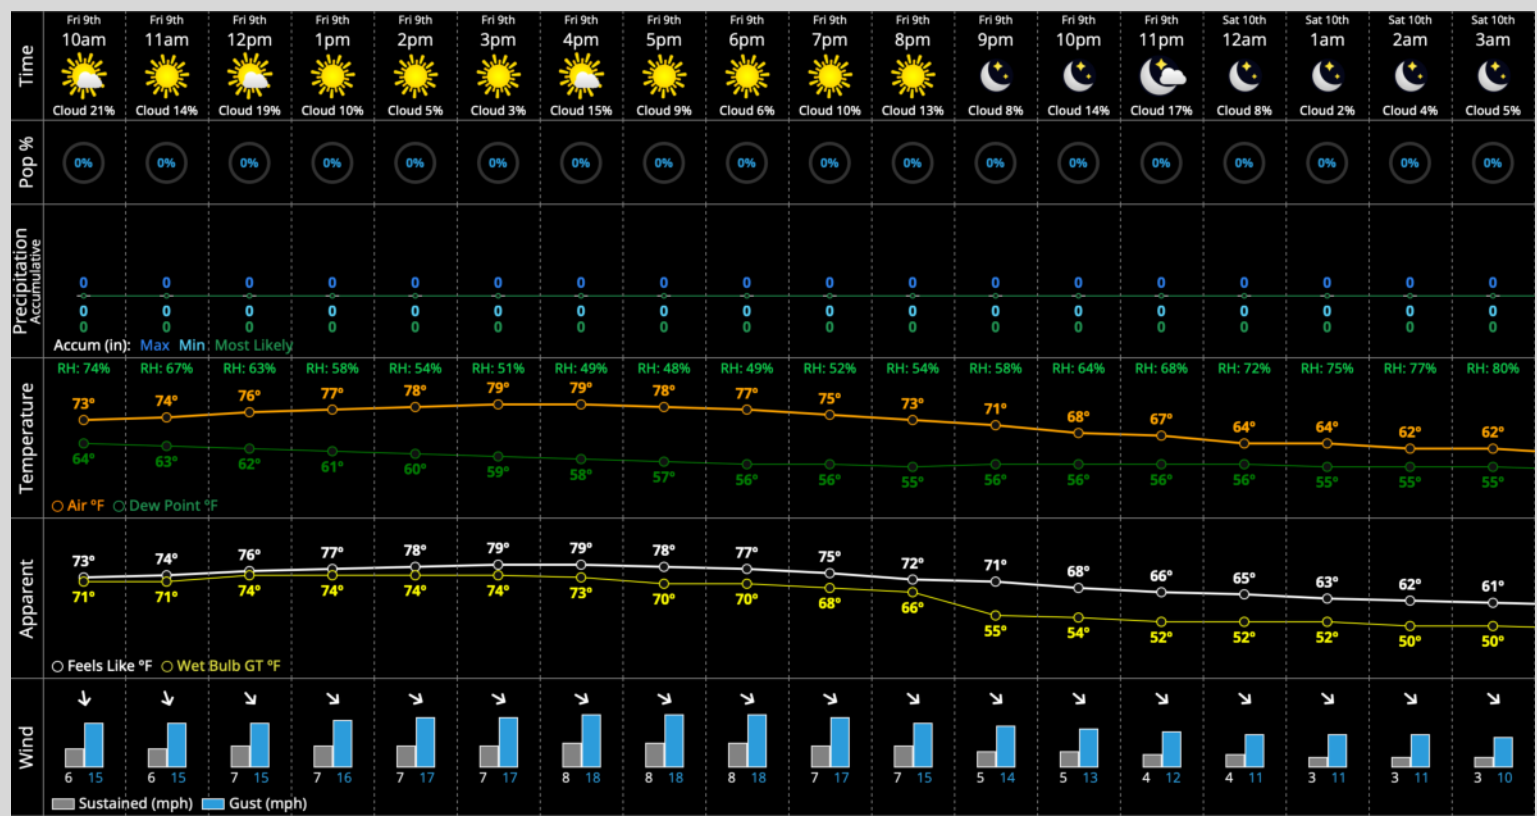 Fri 9th Fri 9th Fri 9th Fri 9th Fri 9th Fri 9th Fri 9th Fri 9th Fri 9th Fri 9th Fri 9th Fri 9th Fri 9th Fri 9th Sat 10th Sat 10th Sat 10th Sat 10th
10am 11am 12pm 1pm 2pm 3pm 4pm 5pm 6pm 7pm 8pm 9pm 10pm 11pm 12am 1am 2am 3am
Time
Cloud 21% Cloud 14% Cloud 19% Cloud 10% Cloud 5% Cloud 3% Cloud 15% Cloud 9% Cloud 6% Cloud 10% Cloud 13% Cloud 8% Cloud 14% Cloud 17% Cloud 8% Cloud 2% Cloud 4% Cloud 5%
Pop %
0% 0% 0% 0% 0% 0% 0% 0% 0% 0% 0% 0% 0% 0% 0% 0% 0% 0%
Precipitation
Accumulative
0 0 0 0 0 0 0 0 0 0 0 0 0 0 0 0 0 0
0 0 0 0 0 0 0 0 0 0 0 0 0 0 0 0 0 0
0 0 0 0 0 0 0 0 0 0 0 0 0 0 0 0 0 0
Accum (in): Max Min Most Likely
Temperature
RH: 74% RH: 67% RH: 63% RH: 58% RH: 54% RH: 51% RH: 49% RH: 48% RH: 49% RH: 52% RH: 54% RH: 58% RH: 64% RH: 68% RH: 72% RH: 75% RH: 77% RH: 80%
73° 74° 76° 77° 78° 79° 79° 78° 77° 75° 73° 71° 68° 67° 64° 64° 62° 62°
64° 63° 62° 61° 60° 59° 58° 57° 56° 56° 55° 56° 56° 56° 56° 55° 55° 55°
Air °F Dew Point °F
Apparent
73° 74° 76° 77° 78° 79° 79° 78° 77° 75° 72° 71° 68° 66° 65° 63° 62° 61°
71° 71° 74° 74° 74° 74° 73° 70° 70° 68° 66° 55° 54° 52° 52° 52° 50° 50°
Feels Like °F Wet Bulb GT °F
Wind
6 15 6 15 7 15 7 16 7 17 7 17 8 18 8 18 8 18 7 17 7 15 5 14 5 13 4 12 4 11 3 11 3 11 3 10
Sustained (mph) Gust (mph)